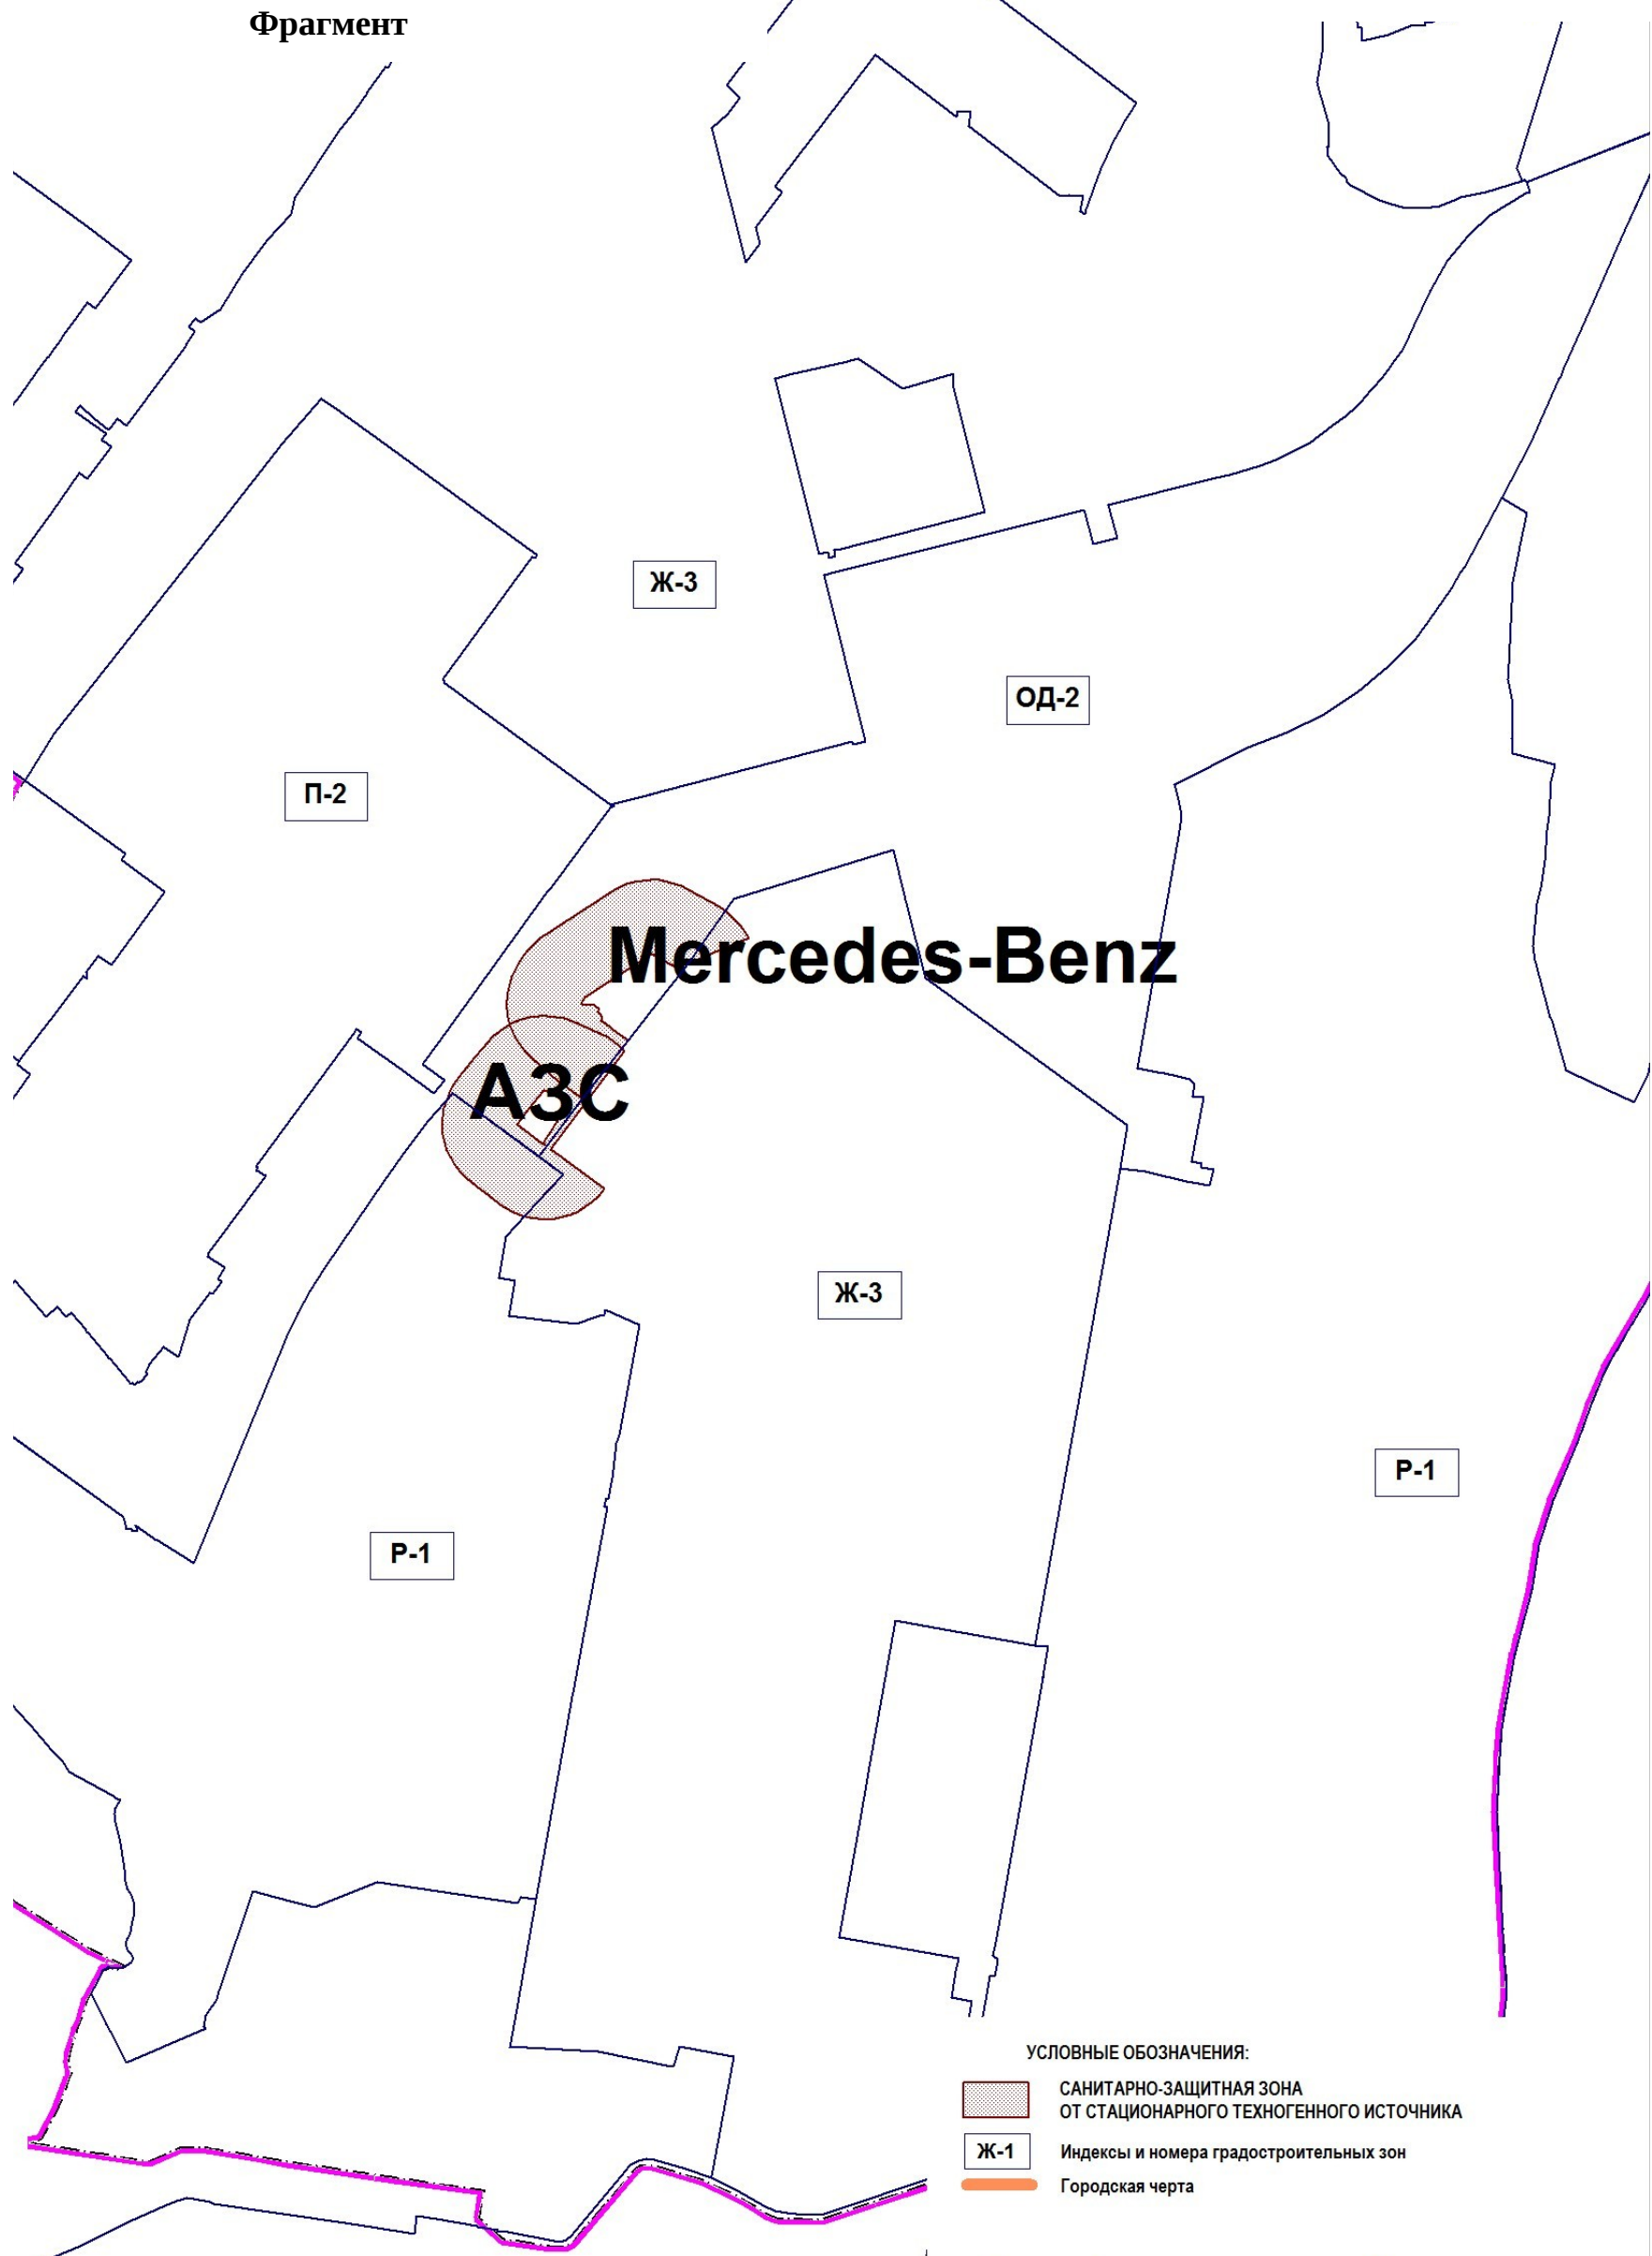 Фрагмент
Ж-3
ОД-2
П-2
Mercedes-Benz
АЗС
Ж-3
Р-1
Р-1
УСЛОВНЫЕ ОБОЗНАЧЕНИЯ:
САНИТАРНО-ЗАЩИТНАЯ ЗОНА
ОТ СТАЦИОНАРНОГО ТЕХНОГЕННОГО ИСТОЧНИКА
Ж-1 Индексы и номера градостроительных зон
Городская черта